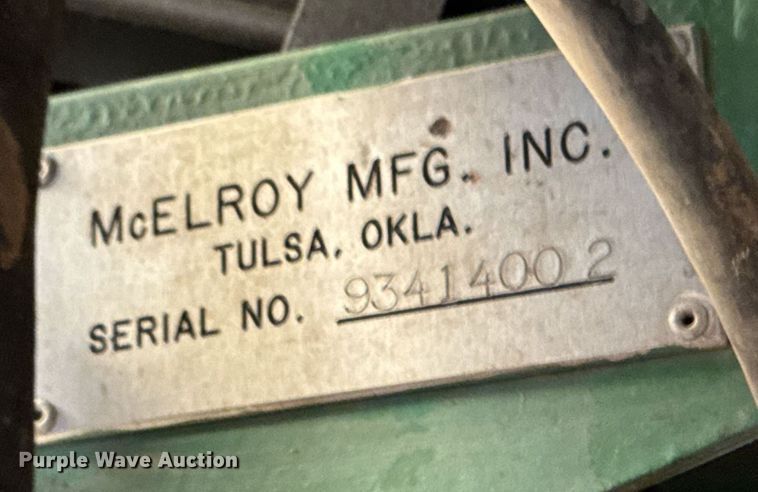 McELROY MFG. INC.
TULSA, OKLA.
SERIAL NO. 9341400 2
Purple Wave Auction